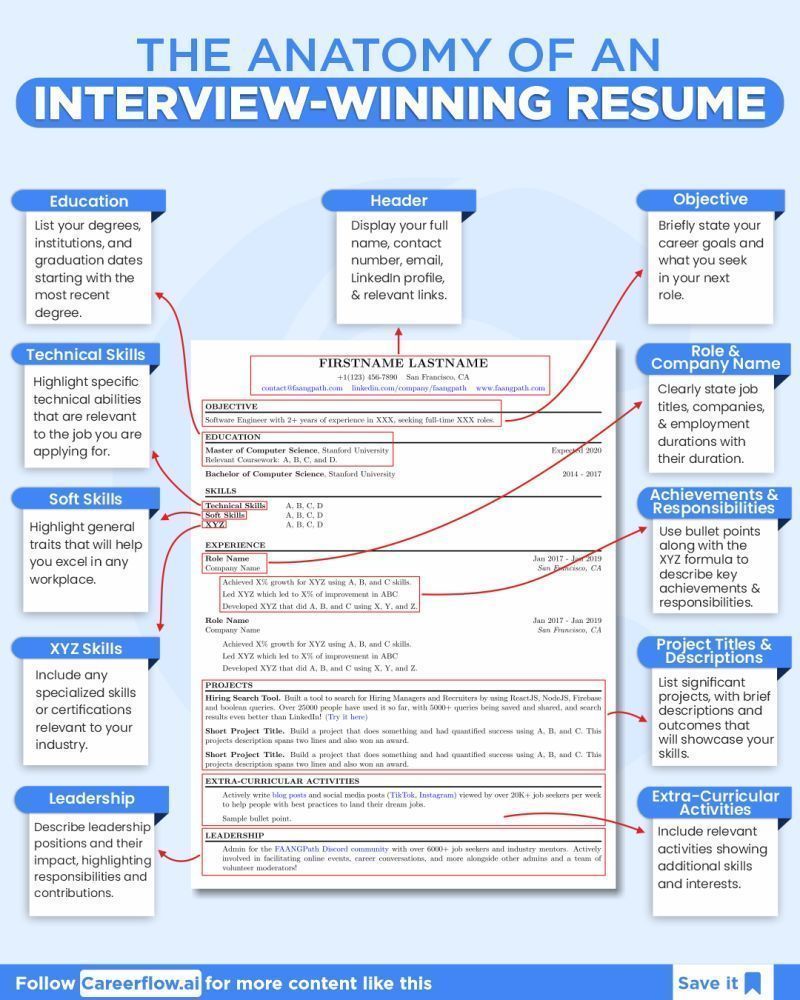 THE ANATOMY OF AN
INTERVIEW-WINNING RESUME
Education
List your degrees,
institutions, and
graduation dates
starting with the
most recent
degree.
Header
Display your full
name, contact
number, email,
LinkedIn profile,
& relevant links.
Objective
Briefly state your
career goals and
what you seek
in your next
role.
Technical Skills
Highlight specific
technical abilities
that are relevant
to the job you are
applying for.
Role &
Company Name
Clearly state job
titles, companies,
& employment
durations with
their duration.
Soft Skills
Highlight general
traits that will help
you excel in any
workplace.
Achievements &
Responsibilities
Use bullet points
along with the
XYZ formula to
describe key
achievements &
responsibilities.
XYZ Skills
Include any
specialized skills
or certifications
relevant to your
industry.
Project Titles &
Descriptions
List significant
projects, with brief
descriptions and
outcomes that
will showcase your
skills.
Leadership
Describe leadership
positions and their
impact, highlighting
responsibilities and
contributions.
Extra-Curricular
Activities
Include relevant
activities showing
additional skills
and interests.
FIRSTNAME LASTNAME
+1(123) 456-7890 San Francisco, CA
contact@faangpath.com linkedin.com/company/faangpath www.faangpath.com
OBJECTIVE
Software Engineer with 2+ years of experience in XXX, seeking full-time XXX roles.
EDUCATION
Master of Computer Science, Stanford University Expected 2020
Relevant Coursework: A, B, C, and D.
Bachelor of Computer Science, Stanford University 2014 - 2017
SKILLS
Technical Skills A, B, C, D
Soft Skills A, B, C, D
XYZ A, B, C, D
EXPERIENCE
Role Name Jan 2017 - Jan 2019
Company Name San Francisco, CA
Achieved X% growth for XYZ using A, B, and C skills.
Led XYZ which led to X% of improvement in ABC
Developed XYZ that did A, B, and C using X, Y, and Z.
Role Name Jan 2017 - Jan 2019
Company Name San Francisco, CA
Achieved X% growth for XYZ using A, B, and C skills.
Led XYZ which led to X% of improvement in ABC
Developed XYZ that did A, B, and C using X, Y, and Z.
PROJECTS
Hiring Search Tool. Built a tool to search for Hiring Managers and Recruiters by using ReactJS, NodeJS, Firebase
and boolean queries. Over 25000 people have used it so far, with 5000+ queries being saved and shared, and search
results even better than LinkedIn! (Try it here)
Short Project Title. Build a project that does something and had quantified success using A, B, and C. This
projects description spans two lines and also won an award.
Short Project Title. Build a project that does something and had quantified success using A, B, and C. This
projects description spans two lines and also won an award.
EXTRA-CURRICULAR ACTIVITIES
Actively write blog posts and social media posts (TikTok, Instagram) viewed by over 20K+ job seekers per week
to help people with best practices to land their dream jobs.
Sample bullet point.
LEADERSHIP
Admin for the FAANGPath Discord community with over 6000+ job seekers and industry mentors. Actively
involved in facilitating online events, career conversations, and more alongside other admins and a team of
volunteer moderators!
Follow Careerflow.ai for more content like this
Save it